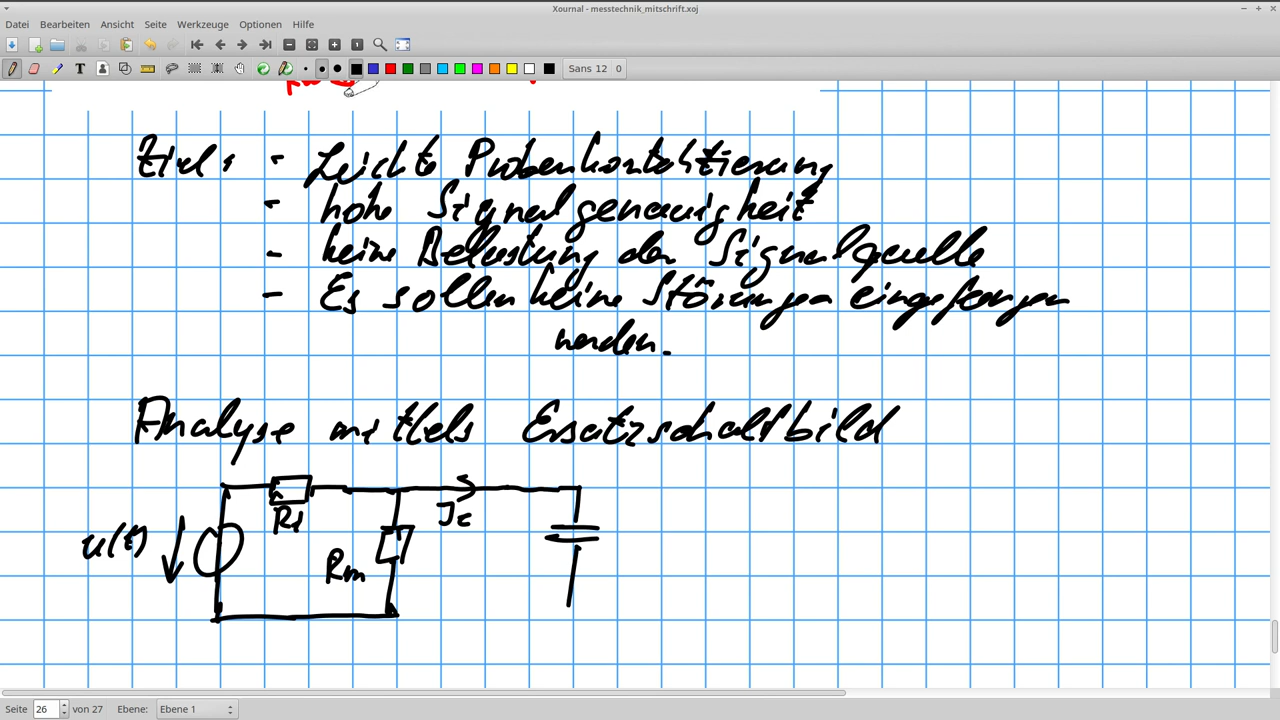 Xournal - messtechnik_mitschrift.xoj
Datei Bearbeiten Ansicht Seite Werkzeuge Optionen Hilfe
Sans 12 0
Ziel: - Leichte Probenkontaktierung
- hohe Signalgenauigkeit
- keine Belastung der Signalquelle
- Es sollen keine Störungen eingefangen
werden.
Analyse mittels Ersatzschaltbild
u(t)
Rm
Seite 26 von 27 Ebene: Ebene 1